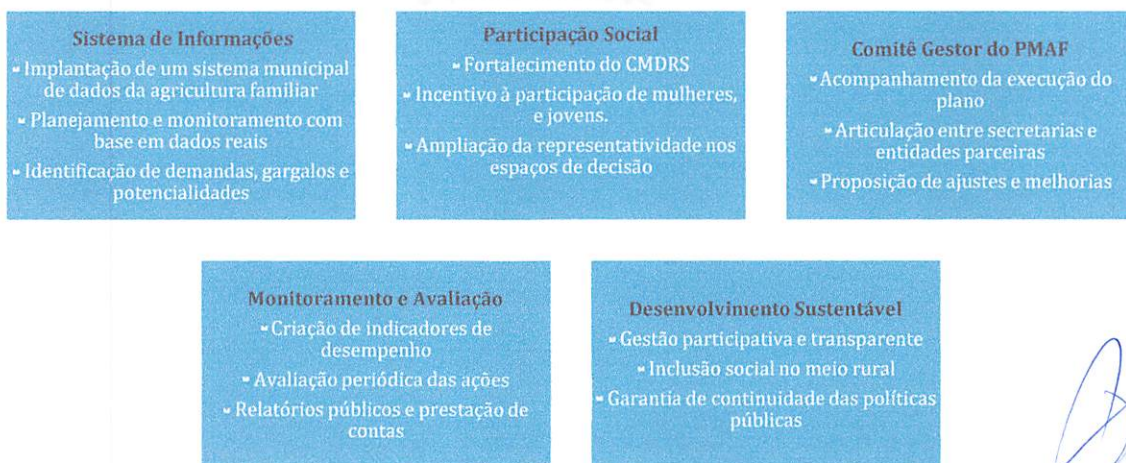 Sistema de Informações
- Implantação de um sistema municipal
de dados da agricultura familiar
- Planejamento e monitoramento com
base em dados reais
- Identificação de demandas, gargalos e
potencialidades
Participação Social
- Fortalecimento do CMDRS
- Incentivo à participação de mulheres,
e jovens.
- Ampliação da representatividade nos
espaços de decisão
Comitê Gestor do PMAF
- Acompanhamento da execução do
plano
- Articulação entre secretarias e
entidades parceiras
- Proposição de ajustes e melhorias
Monitoramento e Avaliação
- Criação de indicadores de
desempenho
- Avaliação periódica das ações
- Relatórios públicos e prestação de
contas
Desenvolvimento Sustentável
- Gestão participativa e transparente
- Inclusão social no meio rural
- Garantia de continuidade das políticas
públicas